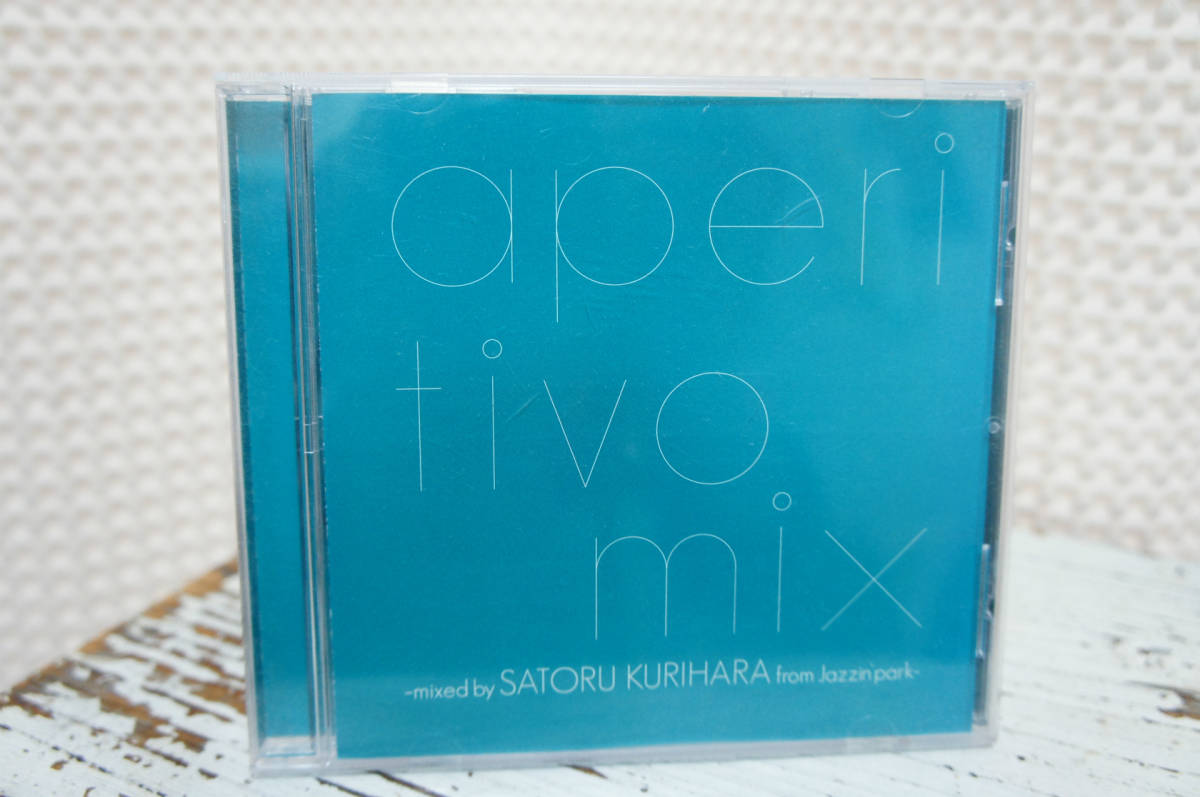 aperi
tivo
mix
-mixed by SATORU KURIHARA from Jazzin'park-